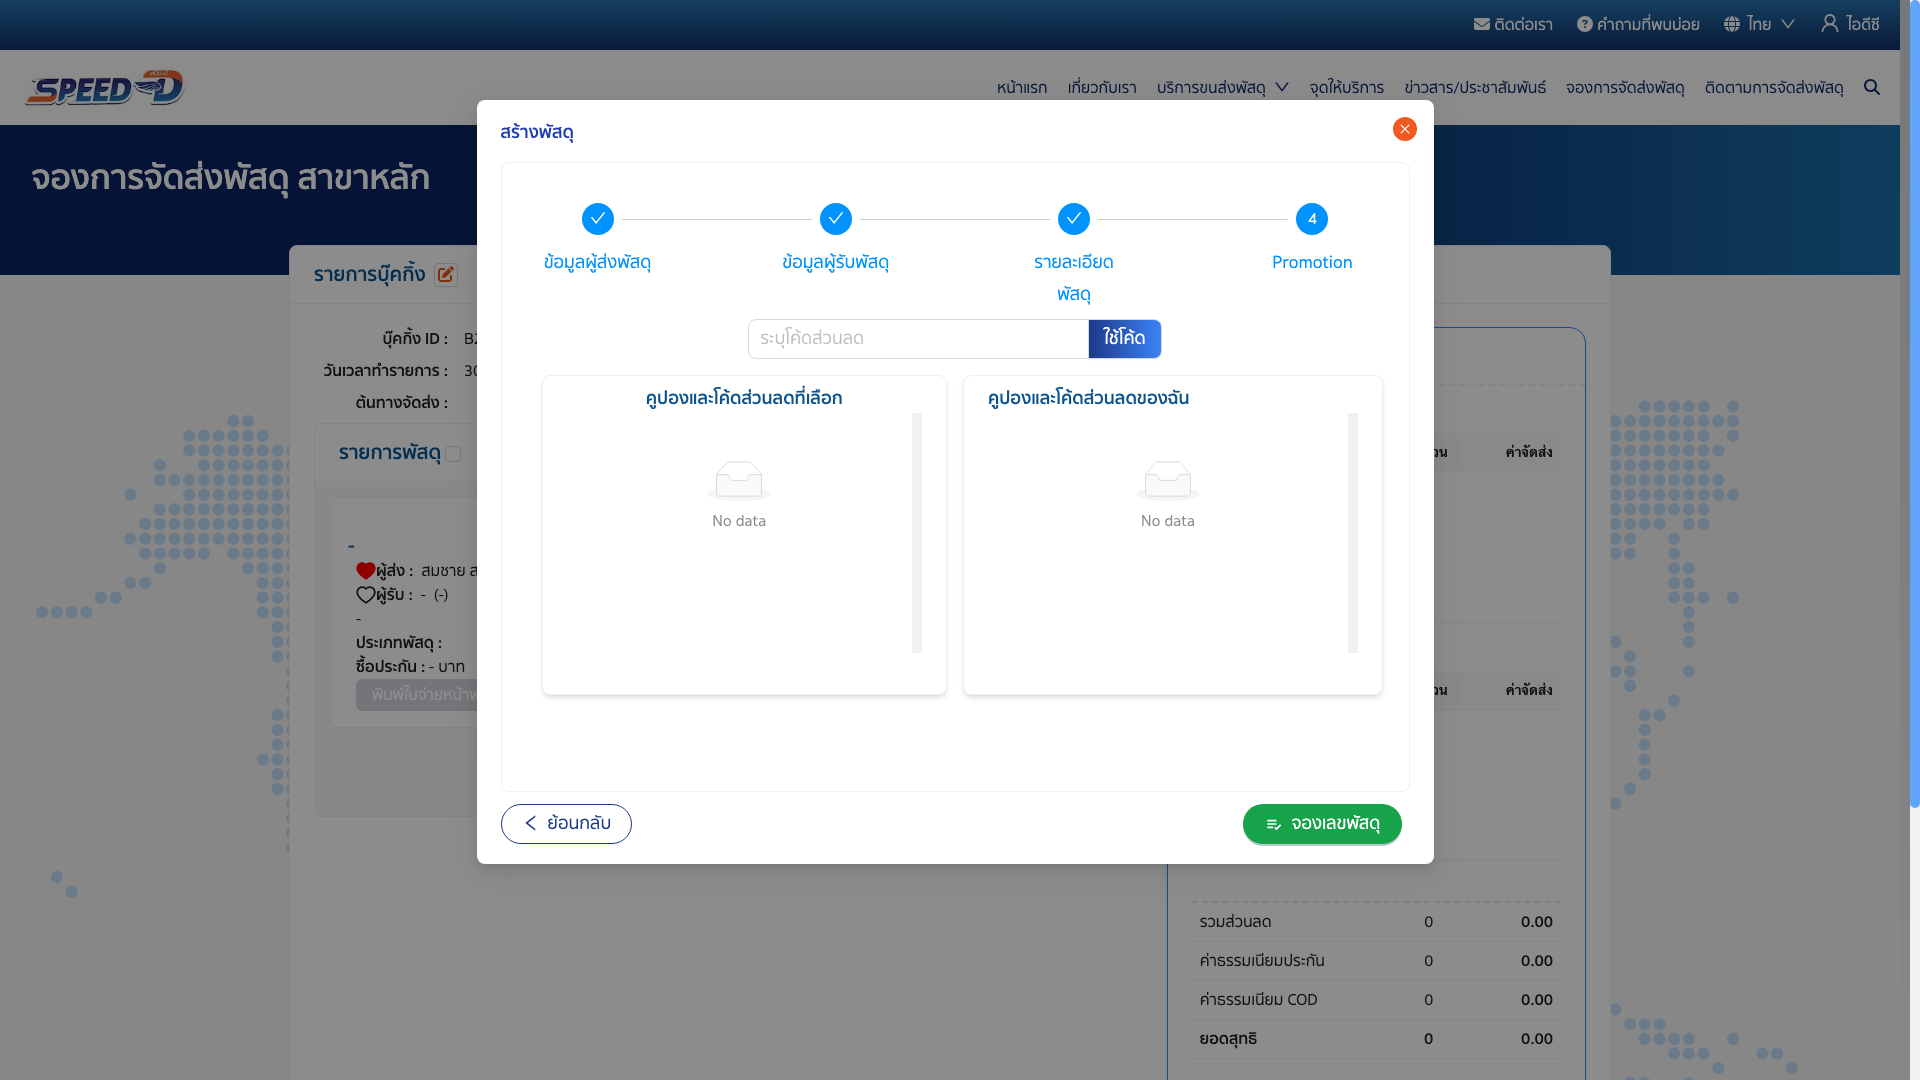 ติดต่อเรา คำถามที่พบบ่อย ไทย ไอดีซี
SPEED-D
หน้าแรก เกี่ยวกับเรา บริการขนส่งพัสดุ จุดให้บริการ ข่าวสาร/ประชาสัมพันธ์ จองการจัดส่งพัสดุ ติดตามการจัดส่งพัสดุ
จองการจัดส่งพัสดุ สาขาหลัก
สร้างพัสดุ
4
ข้อมูลผู้ส่งพัสดุ ข้อมูลผู้รับพัสดุ รายละเอียด Promotion
พัสดุ
ระบุโค้ดส่วนลด ใช้โค้ด
คูปองและโค้ดส่วนลดที่เลือก คูปองและโค้ดส่วนลดของฉัน
No data No data
ย้อนกลับ จองเลขพัสดุ
รายการบุ๊คกิ้ง
บุ๊คกิ้ง ID :
วันเวลาทำรายการ : 30
ต้นทางจัดส่ง :
รายการพัสดุ
-
ผู้ส่ง : สมชาย
ผู้รับ : - (-)
-
ประเภทพัสดุ :
ซื้อประกัน : - บาท
พิมพ์ใบจ่ายหน้า
ค่าจัดส่ง
ค่าจัดส่ง
รวมส่วนลด 0 0.00
ค่าธรรมเนียมประกัน 0 0.00
ค่าธรรมเนียม COD 0 0.00
ยอดสุทธิ 0 0.00